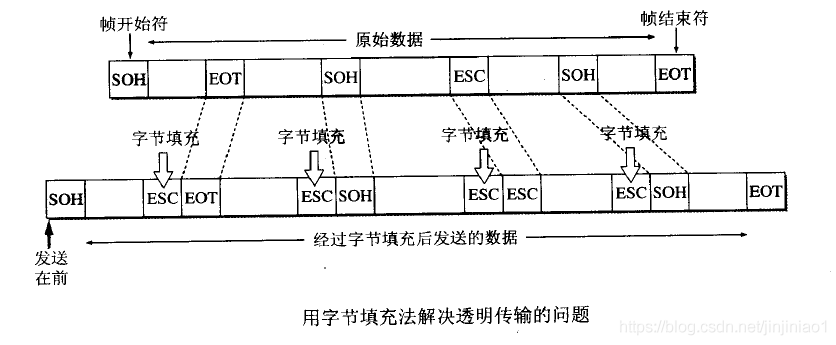 帧开始符 帧结束符
原始数据
SOH EOT SOH ESC SOH EOT
字节填充 字节填充 字节填充 字节填充
SOH ESC EOT ESC SOH ESC ESC ESC SOH EOT
经过字节填充后发送的数据
发送
在前
用字节填充法解决透明传输的问题
https://blog.csdn.net/jinjiniao1